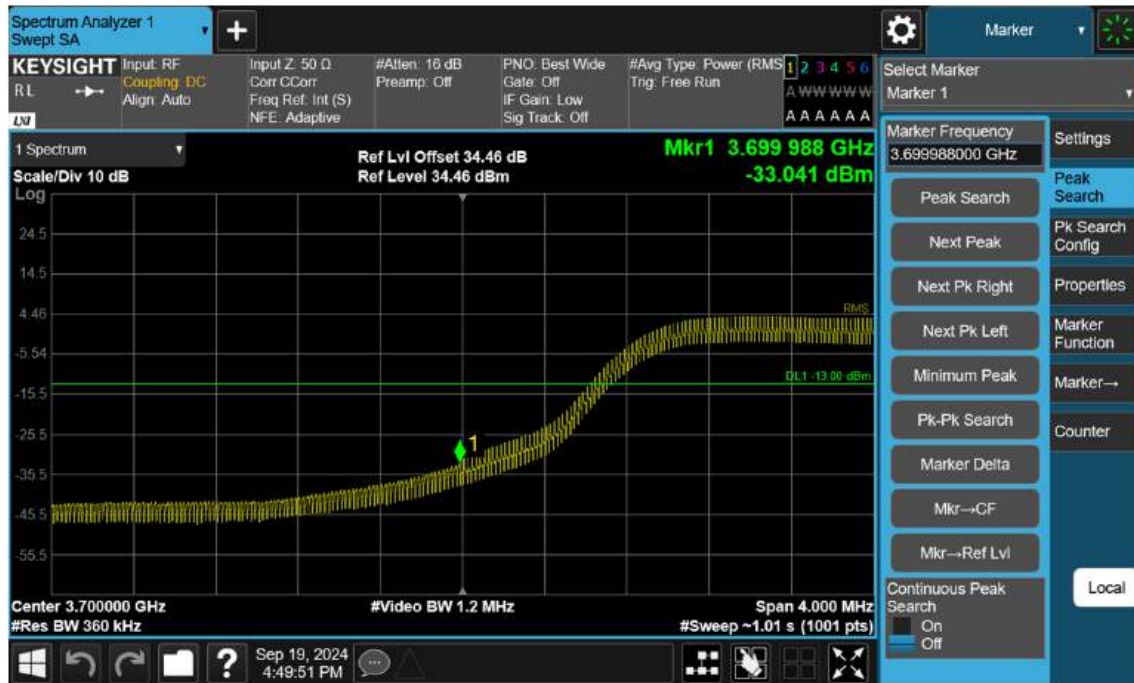 Spectrum Analyzer 1
Swept SA
Marker
KEYSIGHT
RL
LXI
Input: RF
Coupling: DC
Align: Auto
Input Z: 50 Ω
Corr CCorr
Freq Ref: Int (S)
NFE: Adaptive
#Atten: 16 dB
Preamp: Off
PNO: Best Wide
Gate: Off
IF Gain: Low
Sig Track: Off
#Avg Type: Power (RMS
Trig: Free Run
1 2 3 4 5 6
A W W W W W
A A A A A A
Select Marker
Marker 1
1 Spectrum
Scale/Div 10 dB
Log
Ref Lvl Offset 34.46 dB
Ref Level 34.46 dBm
Mkr1 3.699 988 GHz
-33.041 dBm
24.5
14.5
4.46
-5.54
-15.5
-25.5
-35.5
-45.5
-55.5
RMS
DL1 -13.00 dBm
1
Center 3.700000 GHz
#Res BW 360 kHz
#Video BW 1.2 MHz
Span 4.000 MHz
#Sweep ~1.01 s (1001 pts)
Marker Frequency
3.699988000 GHz
Peak Search
Next Peak
Next Pk Right
Next Pk Left
Minimum Peak
Pk-Pk Search
Marker Delta
Mkr→CF
Mkr→Ref Lvl
Continuous Peak
Search
On
Off
Settings
Peak
Search
Pk Search
Config
Properties
Marker
Function
Marker→
Counter
Local
?
Sep 19, 2024
4:49:51 PM